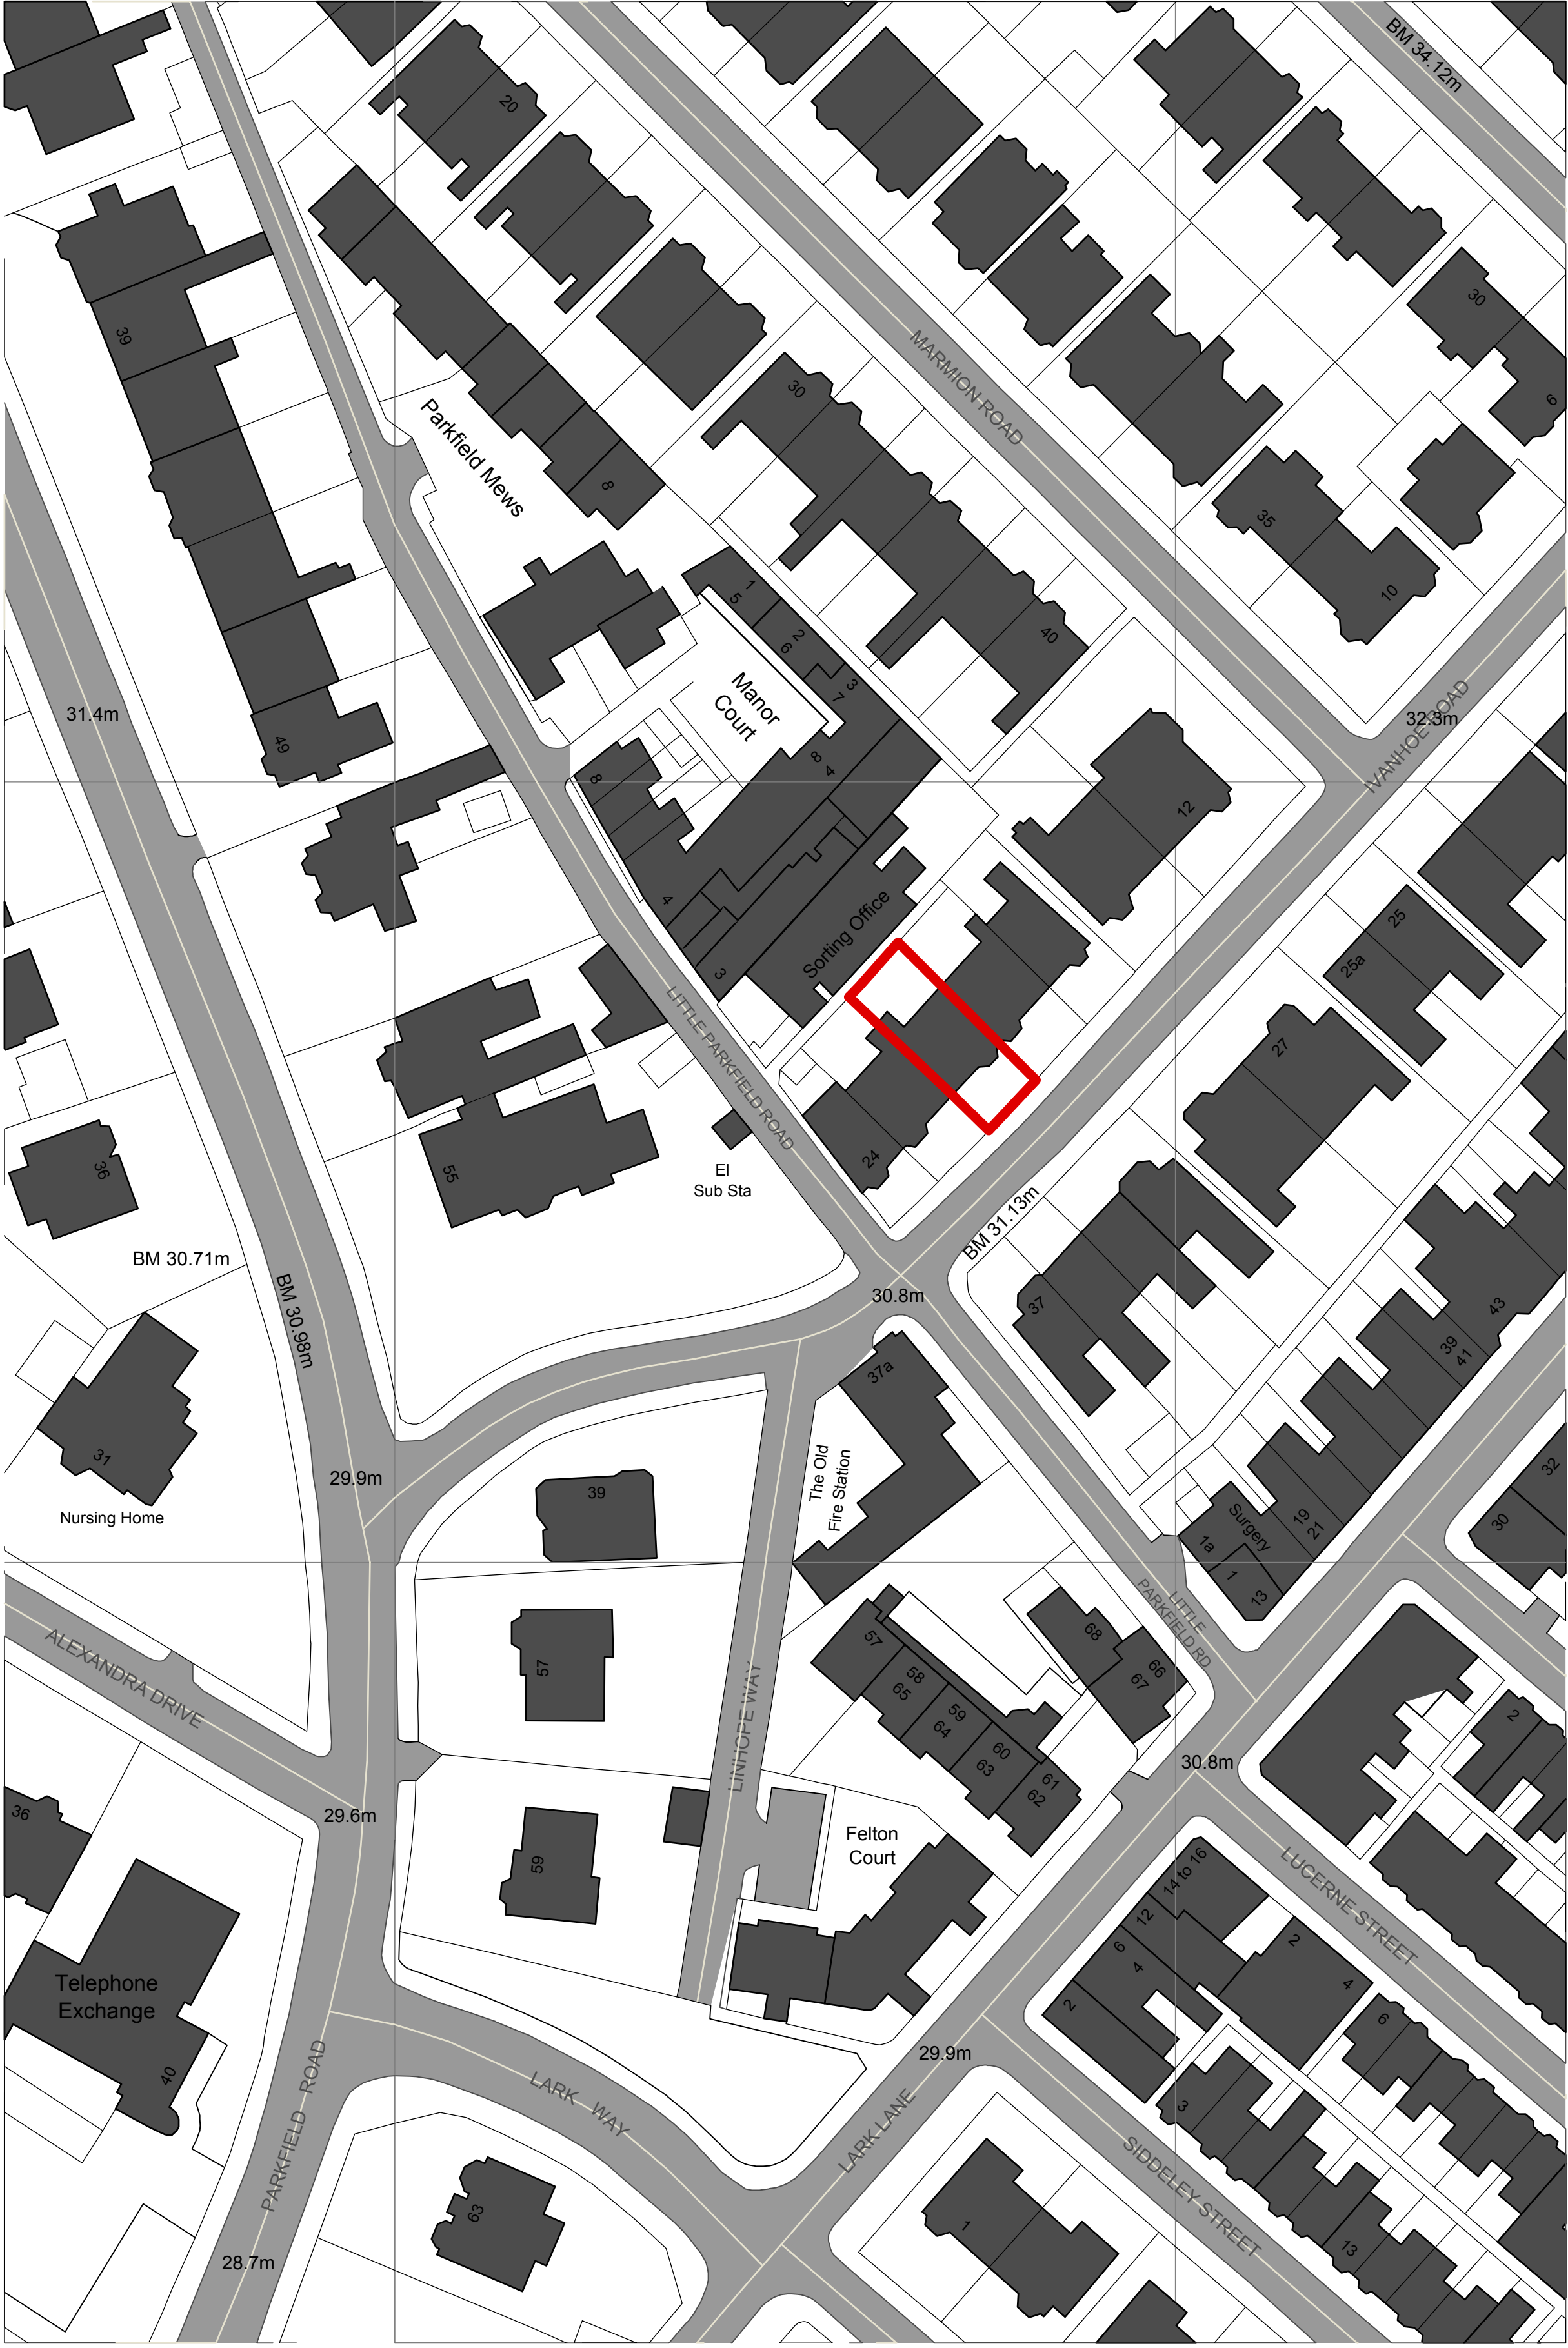 BM 34.12m
20
39
MARMION ROAD
30
30
6
Parkfield Mews
8
35
10
1
5
2
6
3
7
40
Manor
Court
8
4
31.4m
49
32.3m
IVANHOE ROAD
8
12
4
Sorting Office
3
25
25a
LITTLE PARKFIELD ROAD
27
36
55
24
El
Sub Sta
BM 31.13m
BM 30.71m
BM 30.98m
30.8m
37
43
39
41
37a
31
29.9m
Nursing Home
39
The Old
Fire Station
Surgery
19
21
1a
1
13
32
30
ALEXANDRA DRIVE
57
57
58
65
59
64
60
63
61
62
68
66
67
LITTLE
PARKFIELD RD
LINHOPE WAY
30.8m
2
36
29.6m
59
Felton
Court
14 to 16
12
6
4
2
2
4
LUCERNE STREET
Telephone
Exchange
40
6
29.9m
3
PARKFIELD ROAD
LARK WAY
LARK LANE
SIDDELEY STREET
63
1
13
28.7m